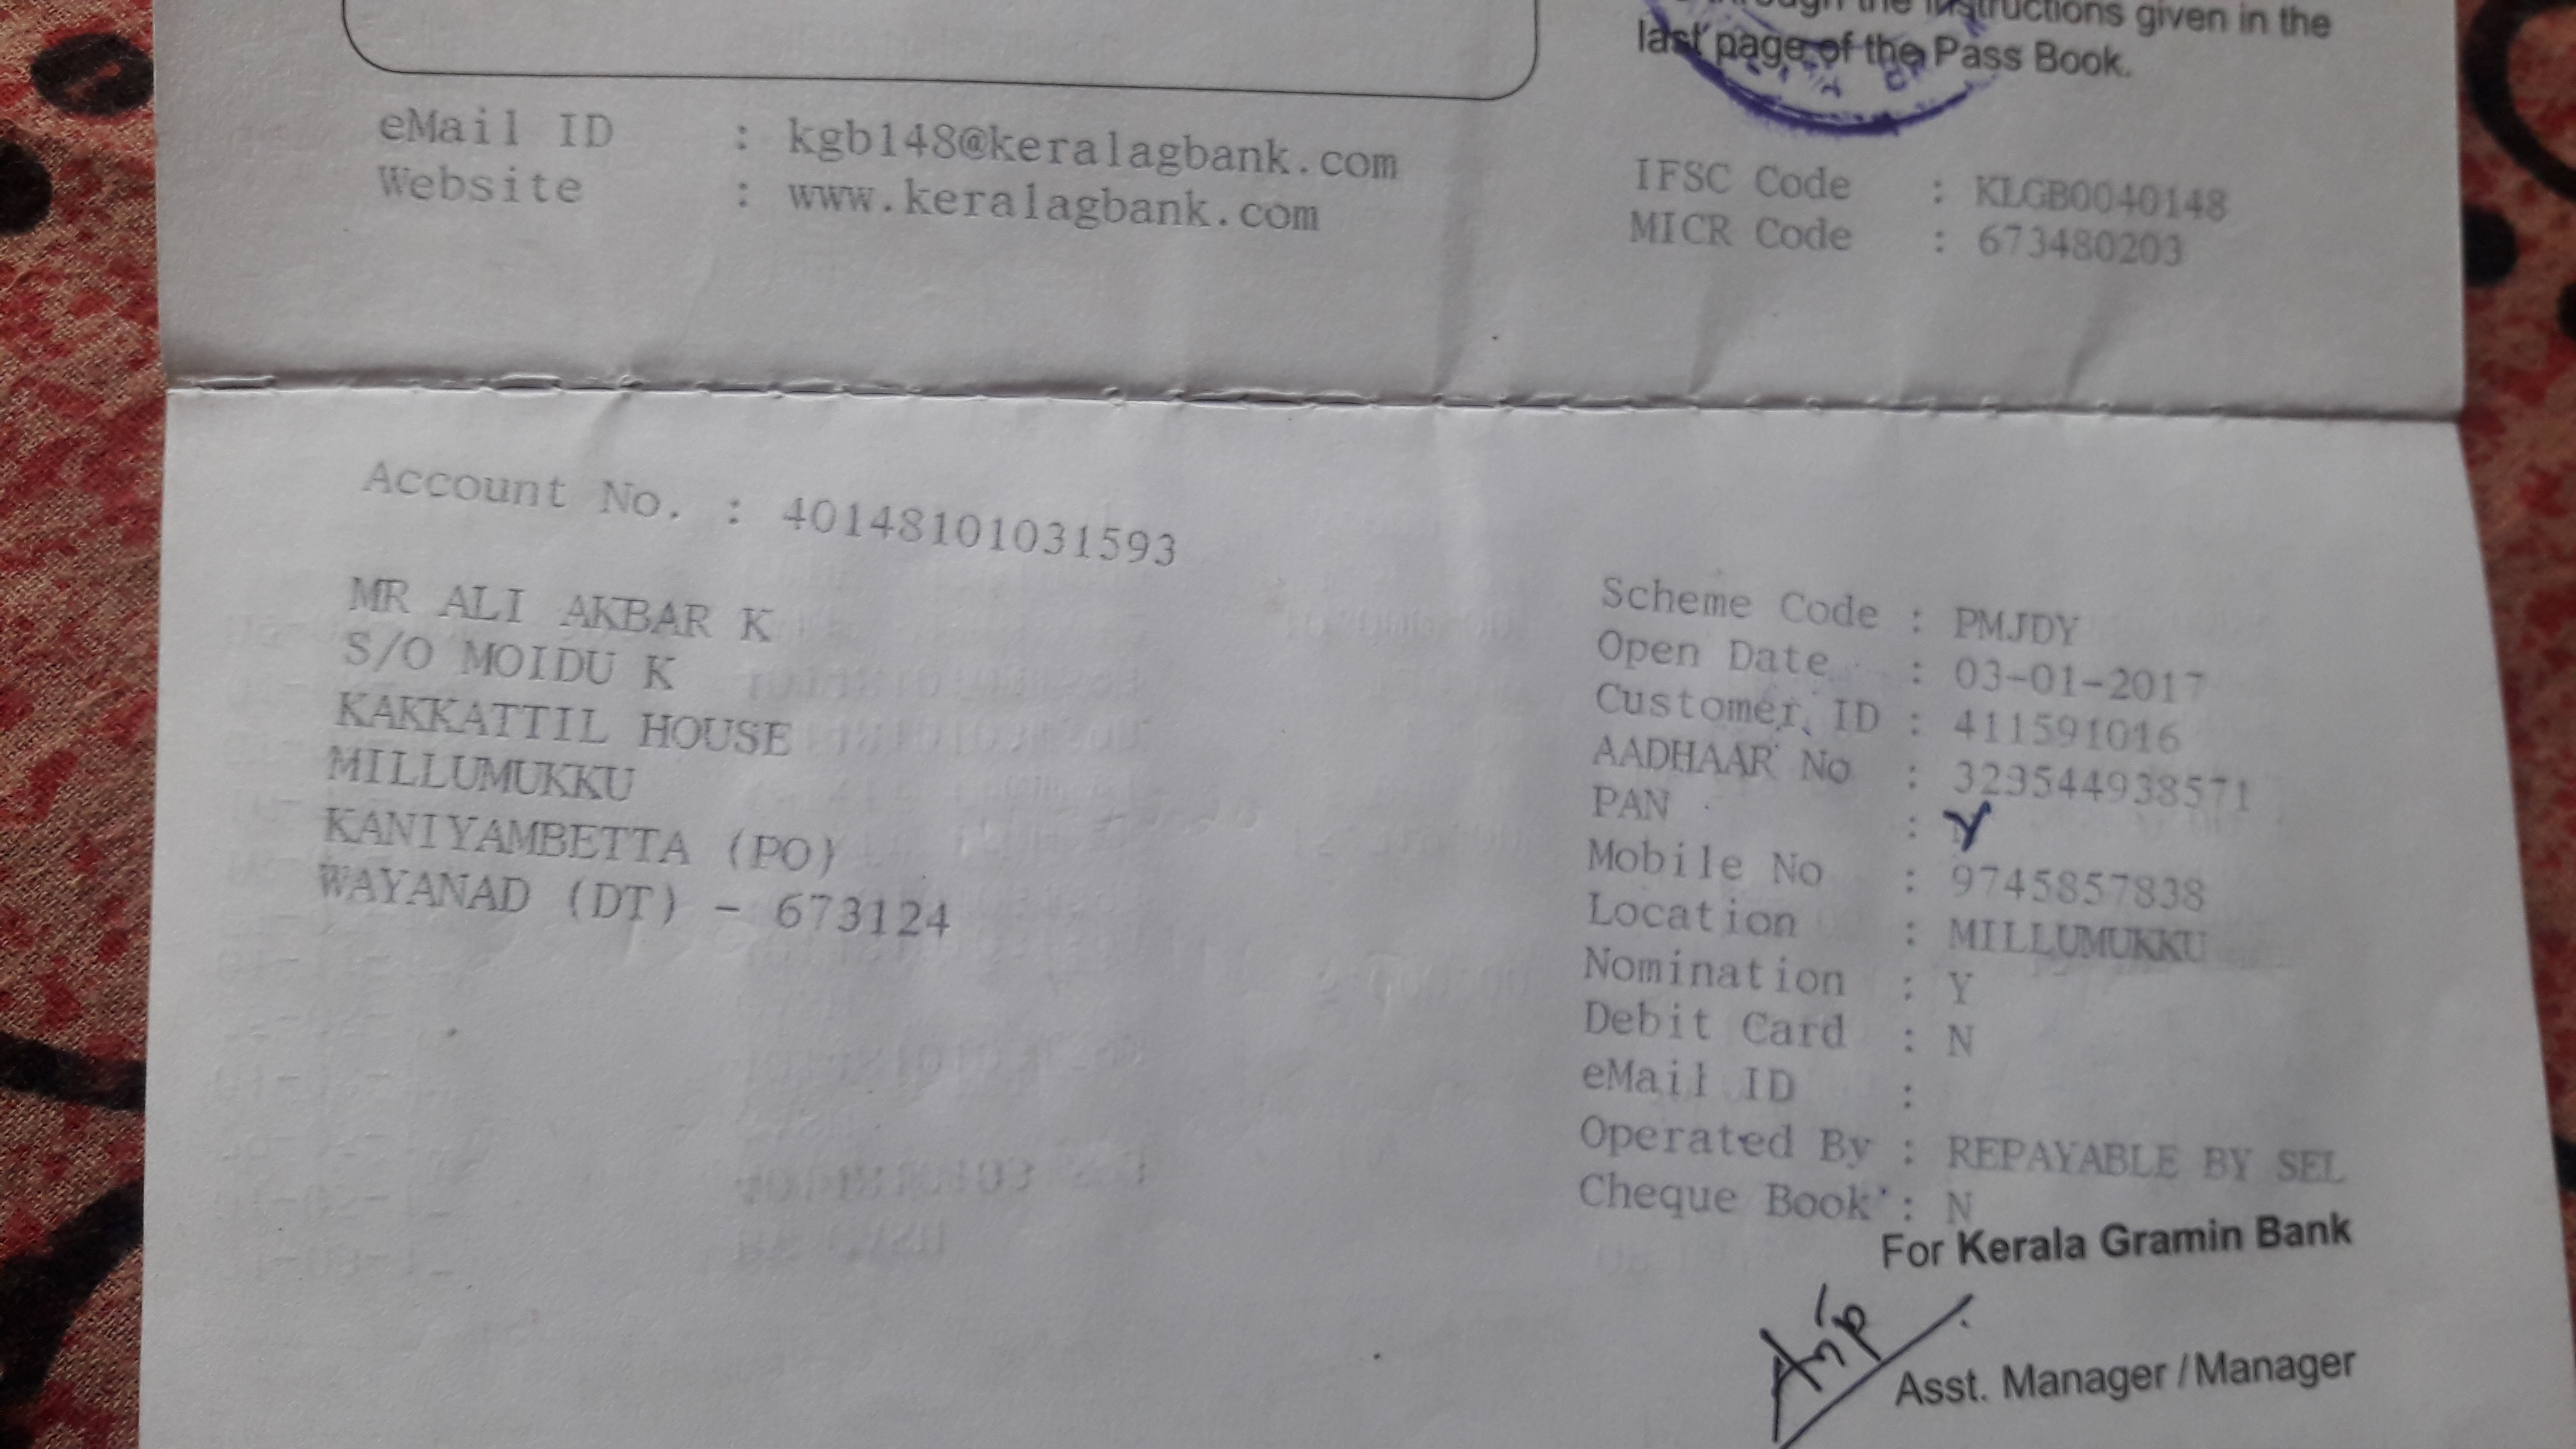 ough the instructions given in the
last page of the Pass Book.
eMail ID : kgb148@keralagbank.com
Website : www.keralagbank.com
IFSC Code : KLGB0040148
MICR Code : 673480203
Account No. : 40148101031593
MR ALI AKBAR K
S/O MOIDU K
KAKKATTIL HOUSE
MILLUMUKKU
KANIYAMBETTA (PO)
WAYANAD (DT) - 673124
Scheme Code : PMJDY
Open Date : 03-01-2017
Customer ID : 411591016
AADHAAR No : 323544938571
PAN : Y
Mobile No : 9745857838
Location : MILLUMUKKU
Nomination : Y
Debit Card : N
eMail ID :
Operated By : REPAYABLE BY SEL
Cheque Book : N
For Kerala Gramin Bank
Asst. Manager / Manager